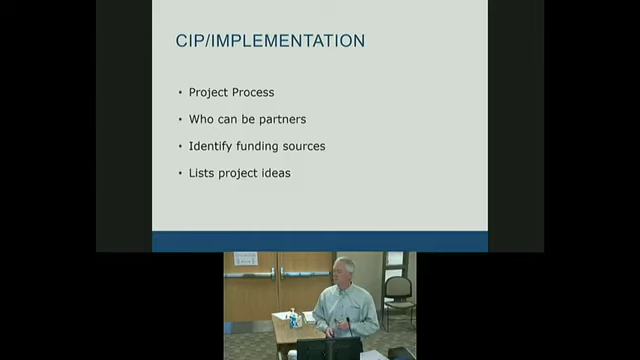 CIP/IMPLEMENTATION
• Project Process
• Who can be partners
• Identify funding sources
• Lists project ideas